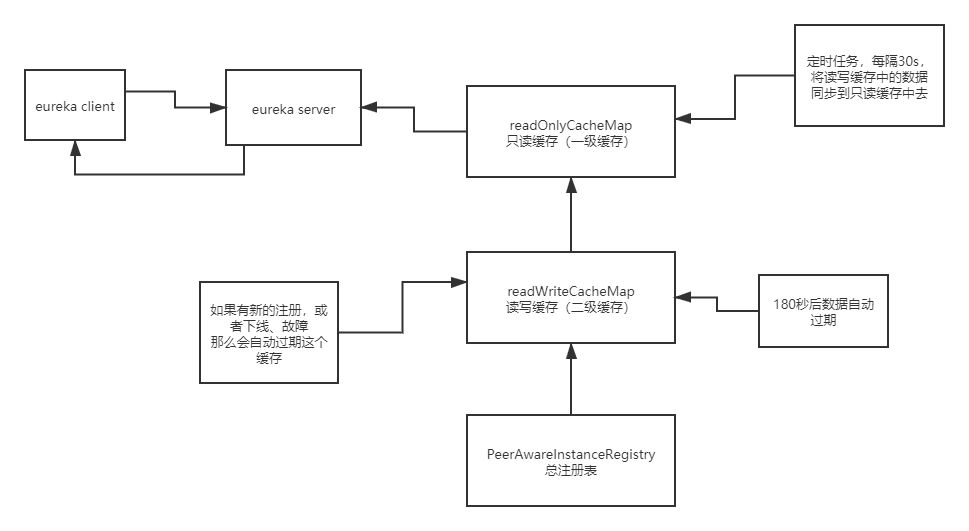 定时任务，每隔30s，
将读写缓存中的数据
同步到只读缓存中去
eureka client
eureka server
readOnlyCacheMap
只读缓存（一级缓存）
readWriteCacheMap
读写缓存（二级缓存）
如果有新的注册，或
者下线、故障
那么会自动过期这个
缓存
180秒后数据自动
过期
PeerAwareInstanceRegistry
总注册表